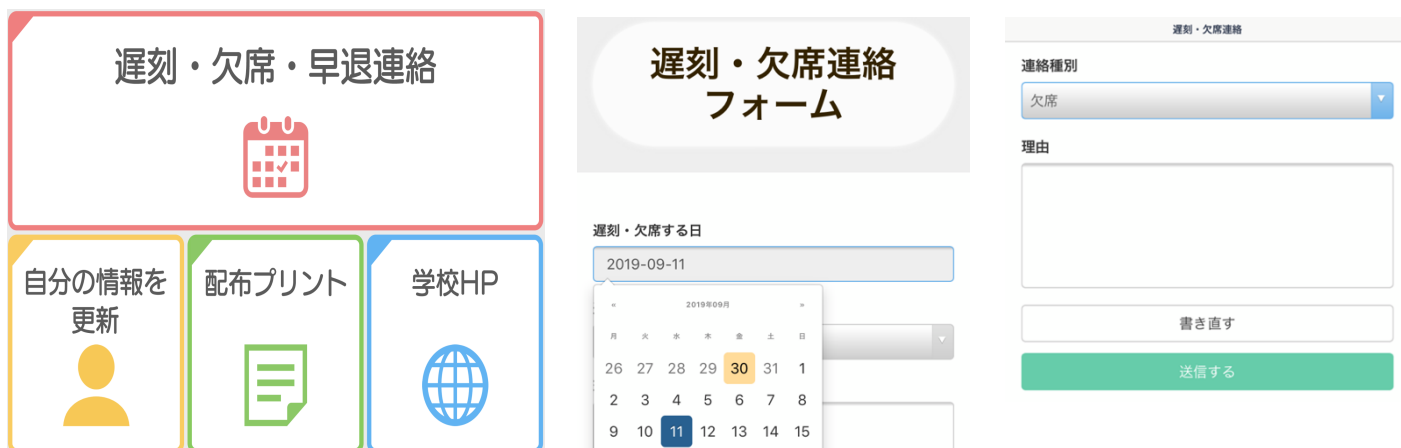 遅刻・欠席・早退連絡
自分の情報を
更新
配布プリント
学校HP
遅刻・欠席連絡
フォーム
遅刻・欠席する日
2019-09-11
« 2019年09月 »
月 火 水 木 金 土 日
26 27 28 29 30 31 1
2 3 4 5 6 7 8
9 10 11 12 13 14 15
遅刻・欠席連絡
連絡種別
欠席
理由
書き直す
送信する